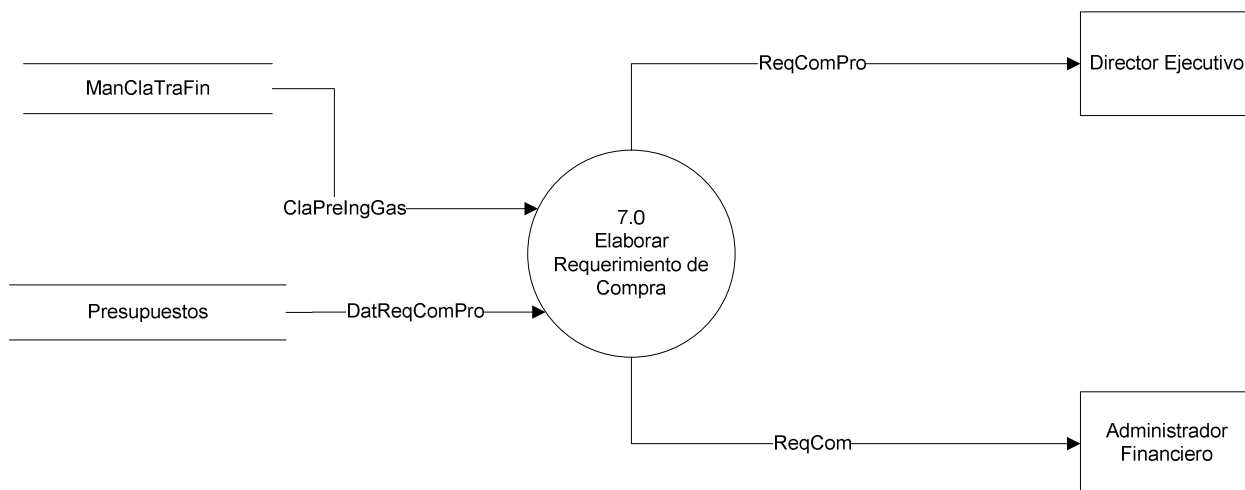 ReqComPro
Director Ejecutivo
ManClaTraFin
ClaPreIngGas
7.0
Elaborar
Requerimiento de
Compra
Presupuestos
DatReqComPro
ReqCom
Administrador
Financiero